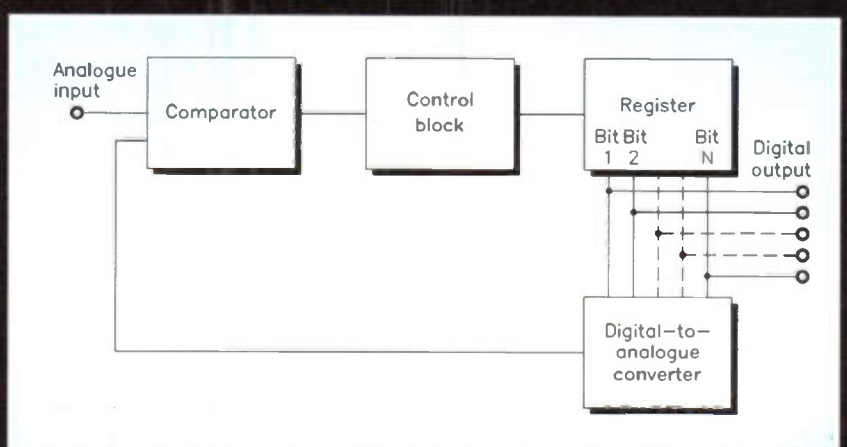 Analogue
input
Comparator
Control
block
Register
Bit Bit Bit
1 2 N
Digital
output
Digital-to-
analogue
converter